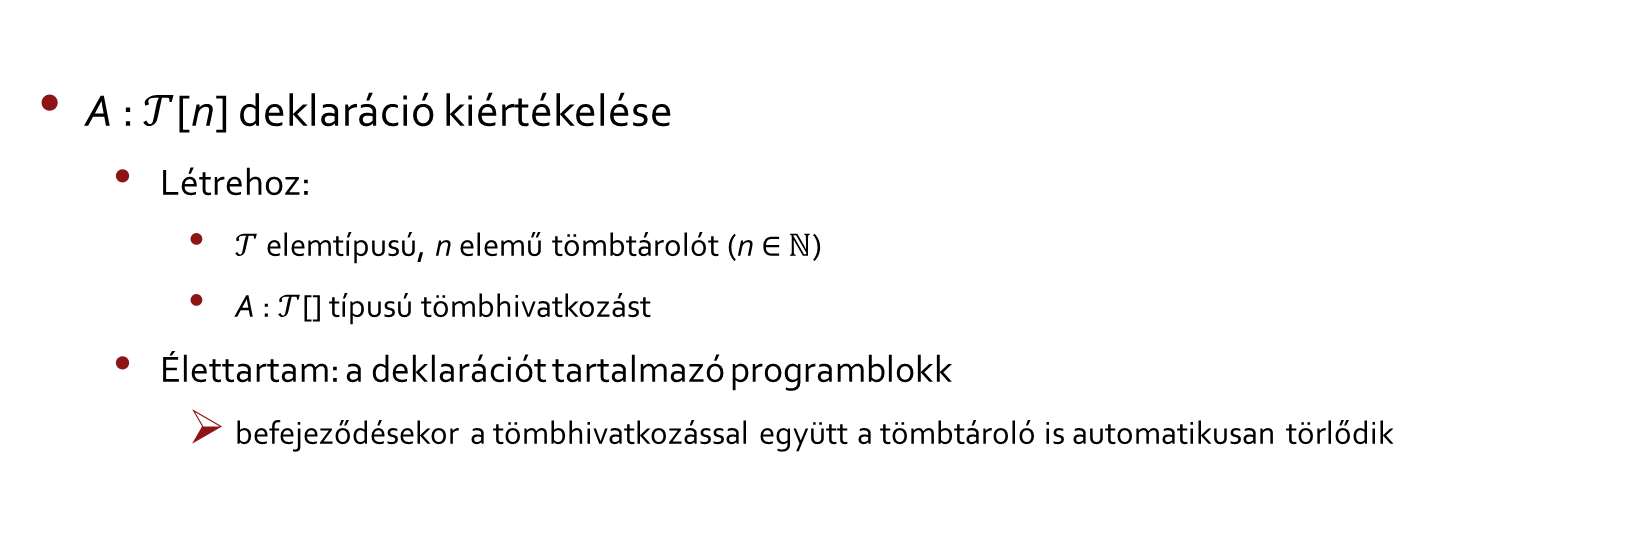 • A : 𝒯[n] deklaráció kiértékelése
• Létrehoz:
• 𝒯 elemtípusú, n elemű tömbtárolót (n ∈ ℕ)
• A : 𝒯[] típusú tömbhivatkozást
• Élettartam: a deklarációt tartalmazó programblokk
➢ befejeződésekor a tömbhivatkozással együtt a tömbtároló is automatikusan törlődik